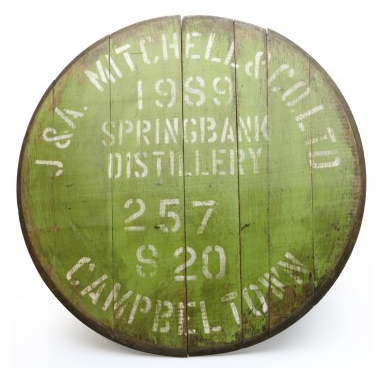 J & A. MITCHELL & CO LTD
1989
SPRINGBANK
DISTILLERY
257
S 20
CAMPBELTOWN